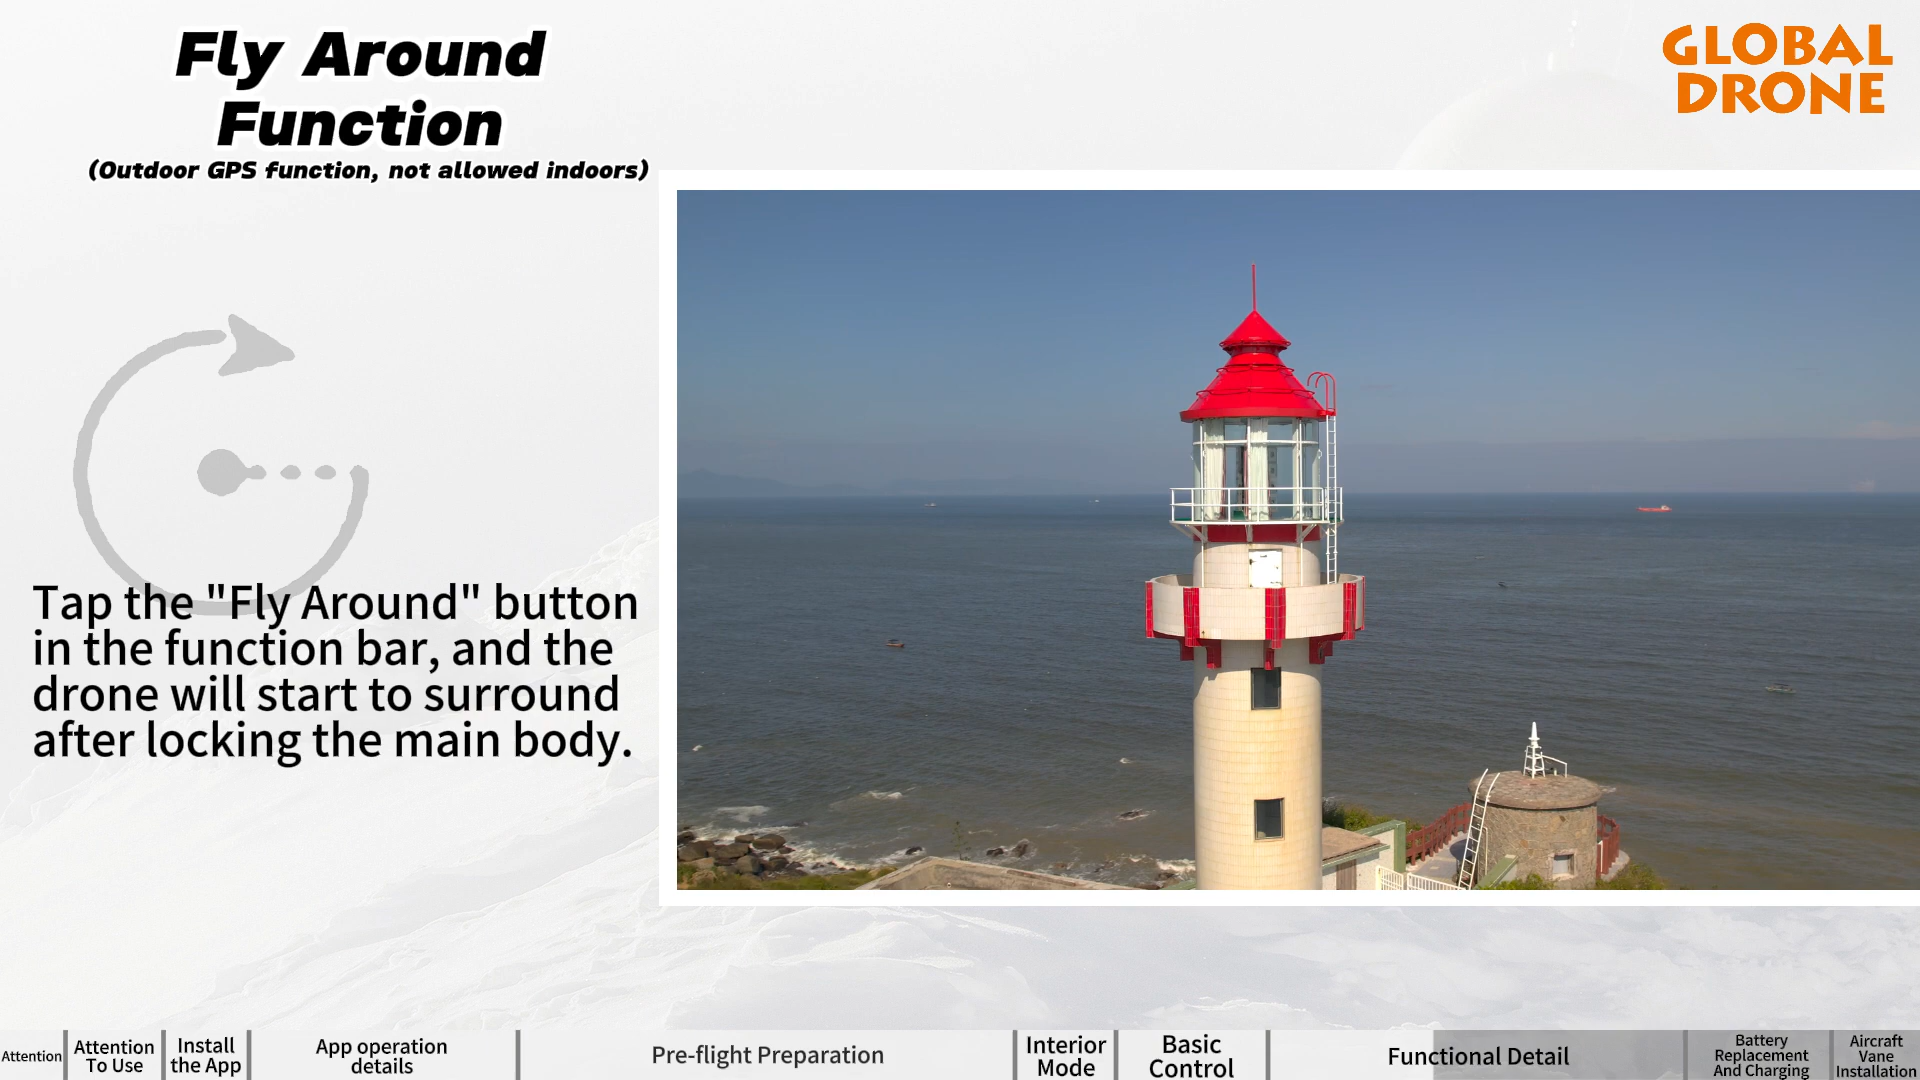 Fly Around
Function
(Outdoor GPS function, not allowed indoors)
GLOBAL
DRONE
Tap the "Fly Around" button
in the function bar, and the
drone will start to surround
after locking the main body.
Attention
Attention
To Use
Install
the App
App operation
details
Pre-flight Preparation
Interior
Mode
Basic
Control
Functional Detail
Battery
Replacement
And Charging
Aircraft
Vane
Installation